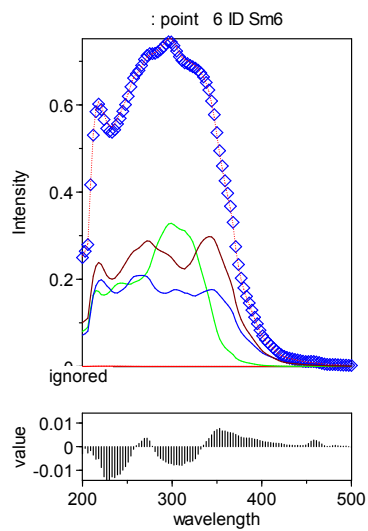 : point 6 ID Sm6
Intensity
0.6
0.4
0.2
0
ignored
value
0.01
0
-0.01
200 300 400 500
wavelength